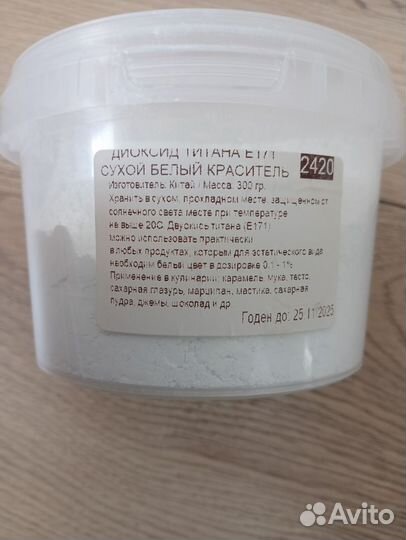 ДИОКСИД ТИТАНА Е171
СУХОЙ БЕЛЫЙ КРАСИТЕЛЬ 2420
Изготовитель: Китай / Масса: 300 гр.
Хранить в сухом, прохладном месте, защищенном от
солнечного света месте при температуре
не выше 20С. Двуокись титана (Е171)
можно использовать практически
в любых продуктах, которым для эстетического вида
необходим белый цвет в дозировке 0.1 - 1%
Применение в кулинарии: карамель, мука, тесто,
сахарная глазурь, марципан, мастика, сахарная
пудра, джемы, шоколад и др.
Годен до: 25 11/2025
Avito